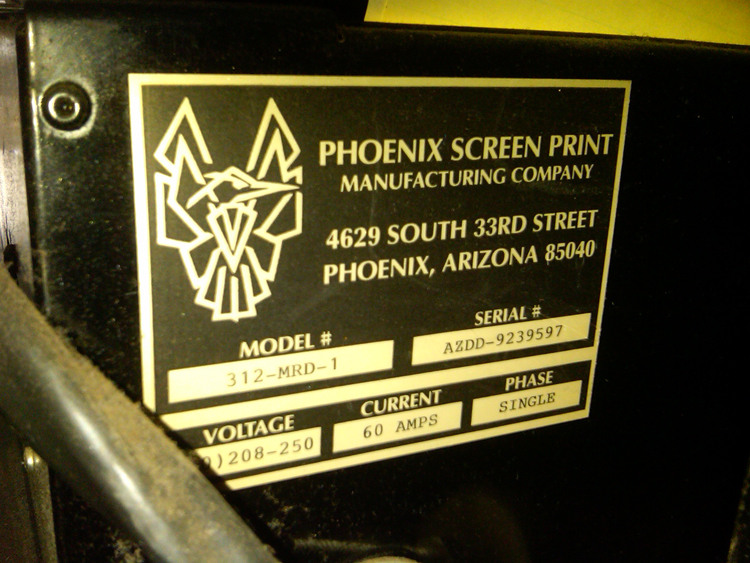 PHOENIX SCREEN PRINT
MANUFACTURING COMPANY
4629 SOUTH 33RD STREET
PHOENIX, ARIZONA 85040
MODEL #
312-MRD-1
SERIAL #
AZDD-9239597
VOLTAGE
)208-250
CURRENT
60 AMPS
PHASE
SINGLE